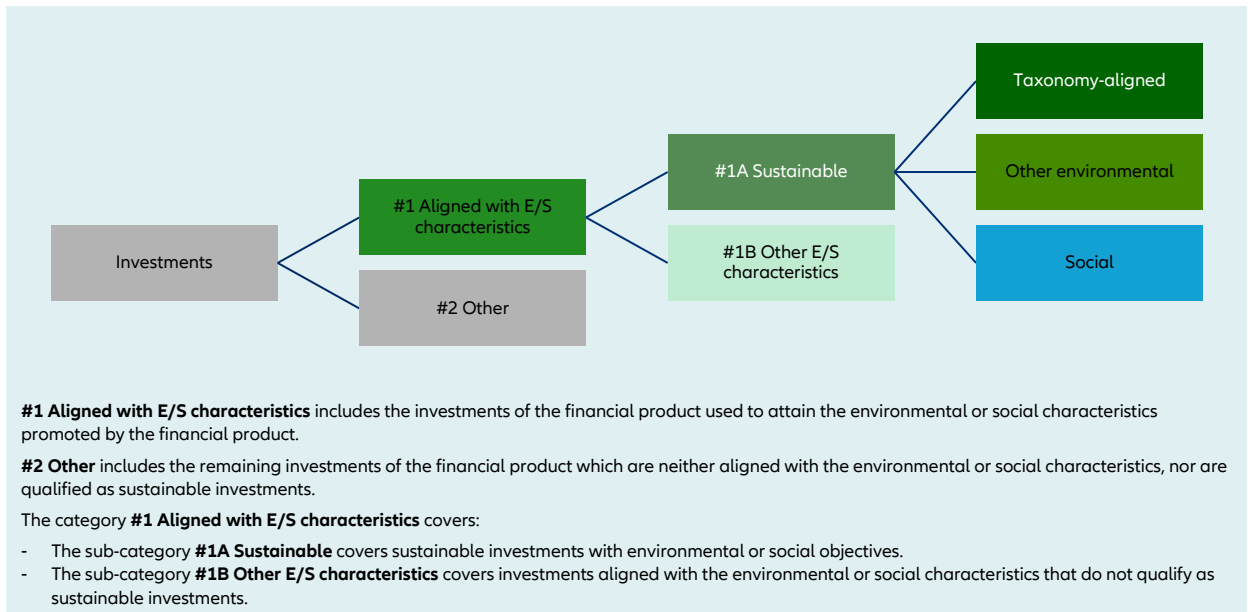 Taxonomy-aligned
#1A Sustainable
Other environmental
#1 Aligned with E/S
characteristics
Investments
#1B Other E/S
characteristics
Social
#2 Other
#1 Aligned with E/S characteristics includes the investments of the financial product used to attain the environmental or social characteristics
promoted by the financial product.
#2 Other includes the remaining investments of the financial product which are neither aligned with the environmental or social characteristics, nor are
qualified as sustainable investments.
The category #1 Aligned with E/S characteristics covers:
- The sub-category #1A Sustainable covers sustainable investments with environmental or social objectives.
- The sub-category #1B Other E/S characteristics covers investments aligned with the environmental or social characteristics that do not qualify as
sustainable investments.